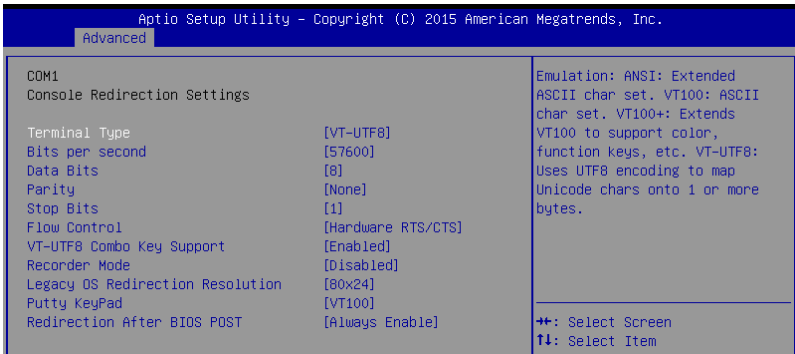 Aptio Setup Utility – Copyright (C) 2015 American Megatrends, Inc.
Advanced
COM1
Console Redirection Settings
Terminal Type [VT-UTF8]
Bits per second [57600]
Data Bits [8]
Parity [None]
Stop Bits [1]
Flow Control [Hardware RTS/CTS]
VT-UTF8 Combo Key Support [Enabled]
Recorder Mode [Disabled]
Legacy OS Redirection Resolution [80x24]
Putty KeyPad [VT100]
Redirection After BIOS POST [Always Enable]
Emulation: ANSI: Extended
ASCII char set. VT100: ASCII
char set. VT100+: Extends
VT100 to support color,
function keys, etc. VT-UTF8:
Uses UTF8 encoding to map
Unicode chars onto 1 or more
bytes.
→←: Select Screen
↑↓: Select Item